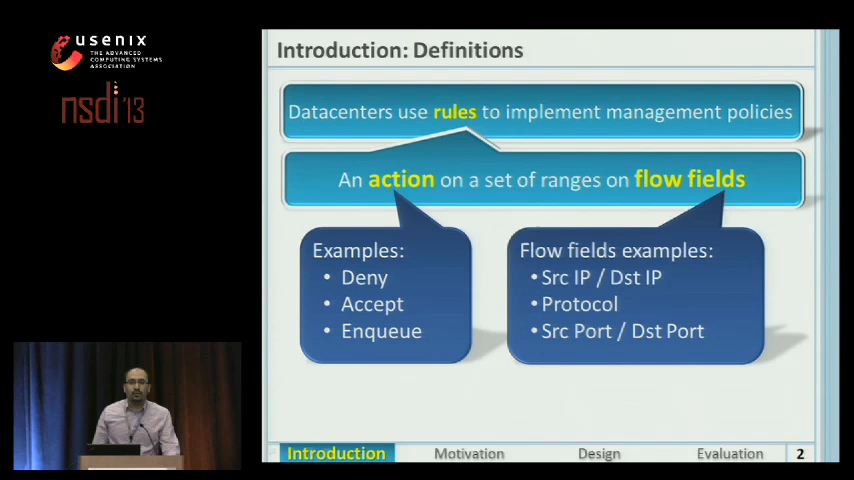 usenix
THE ADVANCED
COMPUTING SYSTEMS
ASSOCIATION
nsdi '13
Introduction: Definitions
Datacenters use rules to implement management policies
An action on a set of ranges on flow fields
Examples:
• Deny
• Accept
• Enqueue
Flow fields examples:
• Src IP / Dst IP
• Protocol
• Src Port / Dst Port
Introduction Motivation Design Evaluation 2